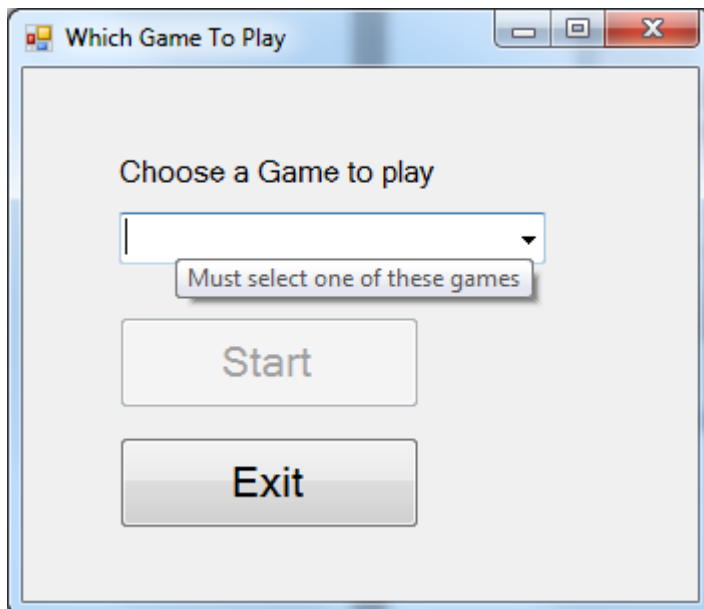 Which Game To Play
Choose a Game to play
Must select one of these games
Start
Exit